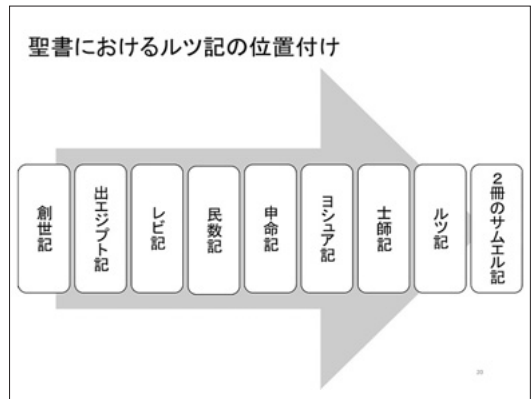 聖書におけるルツ記の位置付け
創世記
出エジプト記
レビ記
民数記
申命記
ヨシュア記
士師記
ルツ記
2冊のサムエル記
20